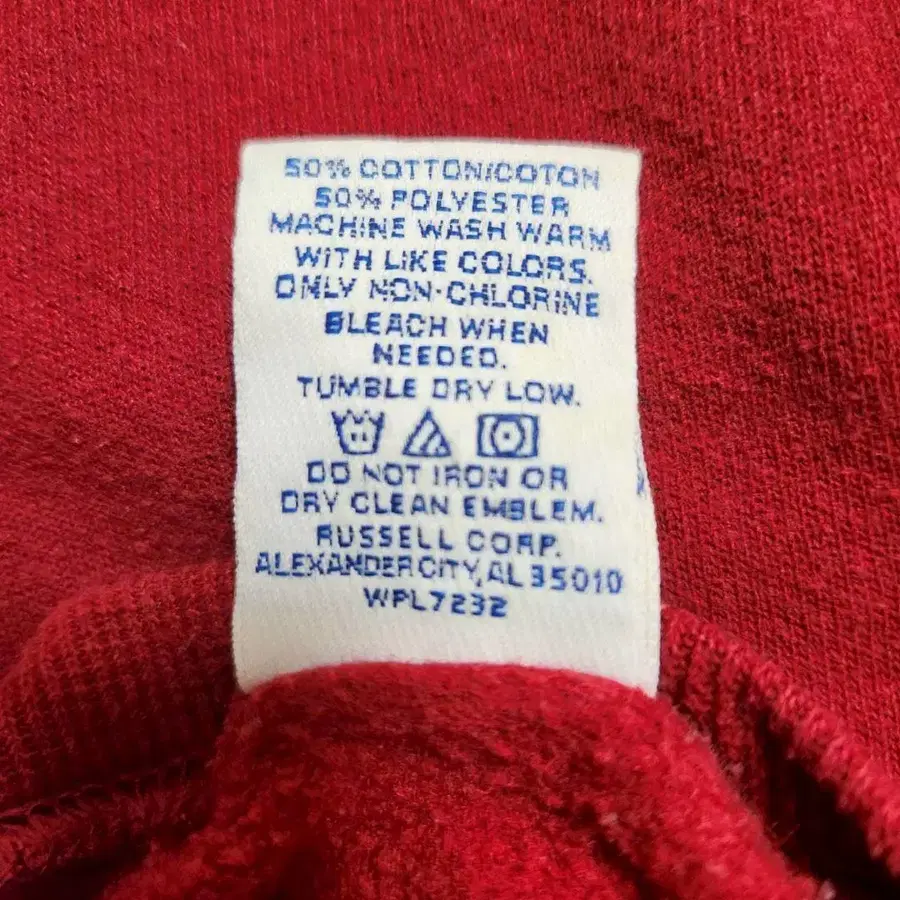 50% COTTON/COTON
50% POLYESTER
MACHINE WASH WARM
WITH LIKE COLORS.
ONLY NON-CHLORINE
BLEACH WHEN
NEEDED.
TUMBLE DRY LOW.
DO NOT IRON OR
DRY CLEAN EMBLEM.
RUSSELL CORP.
ALEXANDER CITY, AL 35010
WPL7232